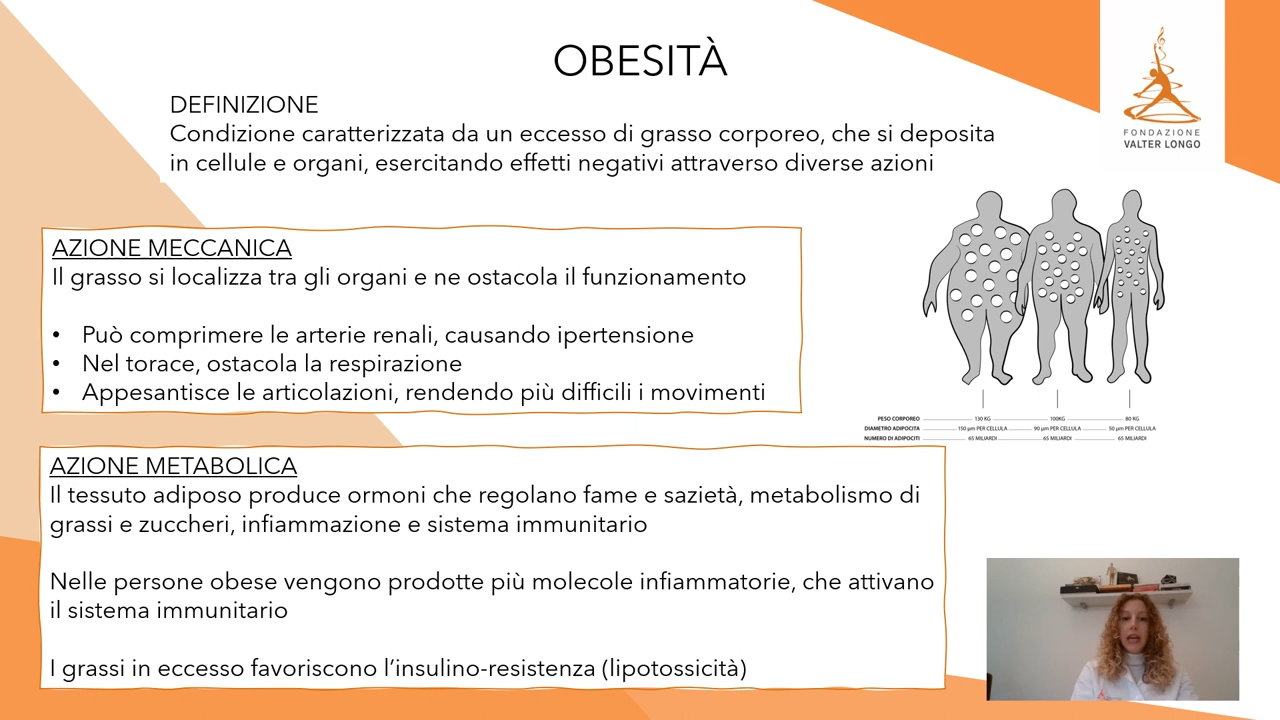 OBESITÀ
FONDAZIONE
VALTER LONGO
DEFINIZIONE
Condizione caratterizzata da un eccesso di grasso corporeo, che si deposita
in cellule e organi, esercitando effetti negativi attraverso diverse azioni
AZIONE MECCANICA
Il grasso si localizza tra gli organi e ne ostacola il funzionamento
• Può comprimere le arterie renali, causando ipertensione
• Nel torace, ostacola la respirazione
• Appesantisce le articolazioni, rendendo più difficili i movimenti
PESO CORPOREO 130 KG 100KG 80 KG
DIAMETRO ADIPOCITA 150 µm PER CELLULA 90 µm PER CELLULA 50 µm PER CELLULA
NUMERO DI ADIPOCITI 65 MILIARDI 65 MILIARDI 65 MILIARDI
AZIONE METABOLICA
Il tessuto adiposo produce ormoni che regolano fame e sazietà, metabolismo di
grassi e zuccheri, infiammazione e sistema immunitario
Nelle persone obese vengono prodotte più molecole infiammatorie, che attivano
il sistema immunitario
I grassi in eccesso favoriscono l’insulino-resistenza (lipotossicità)